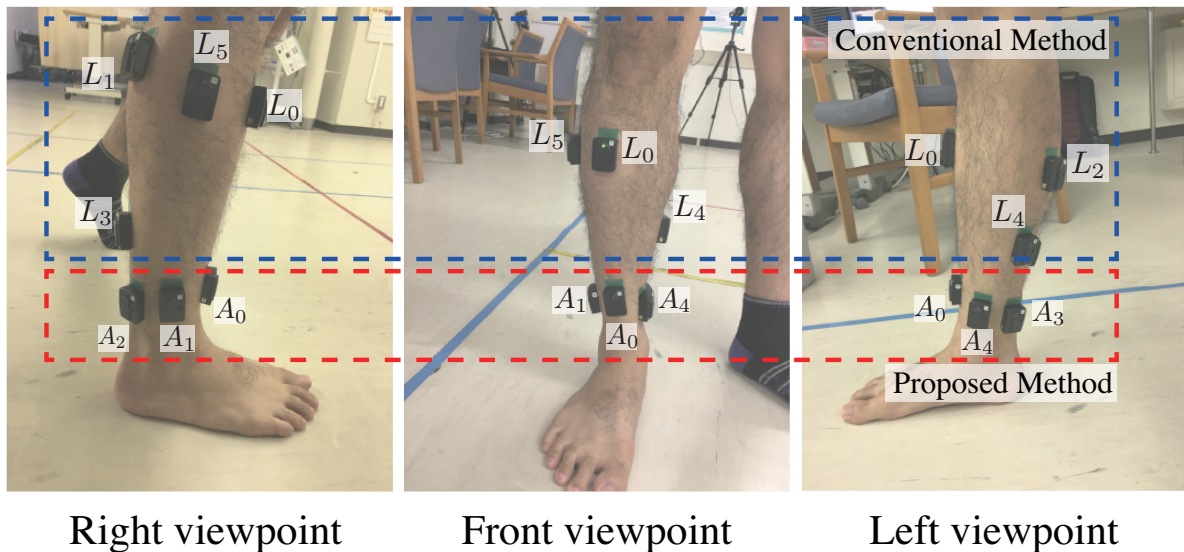 Conventional Method
L₁
L₅
L₀
L₃
A₂
A₁
A₀
L₅
L₀
L₄
A₁
A₀
A₄
L₀
L₂
L₄
A₀
A₄
A₃
Proposed Method
Right viewpoint
Front viewpoint
Left viewpoint